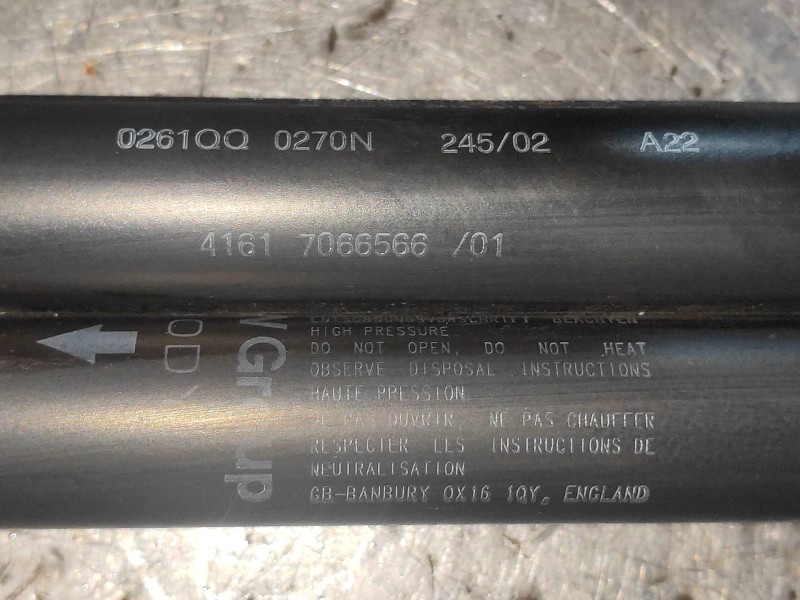 0261QQ 0270N 245/02 A22
4161 7066566 /01
HIGH PRESSURE
DO NOT OPEN, DO NOT HEAT
OBSERVE DISPOSAL INSTRUCTIONS
HAUTE PRESSION
PAS OUVRIR, NE PAS CHAUFFER
RESPECTER LES INSTRUCTIONS DE
NEUTRALISATION
GB-BANBURY OX16 1QY, ENGLAND